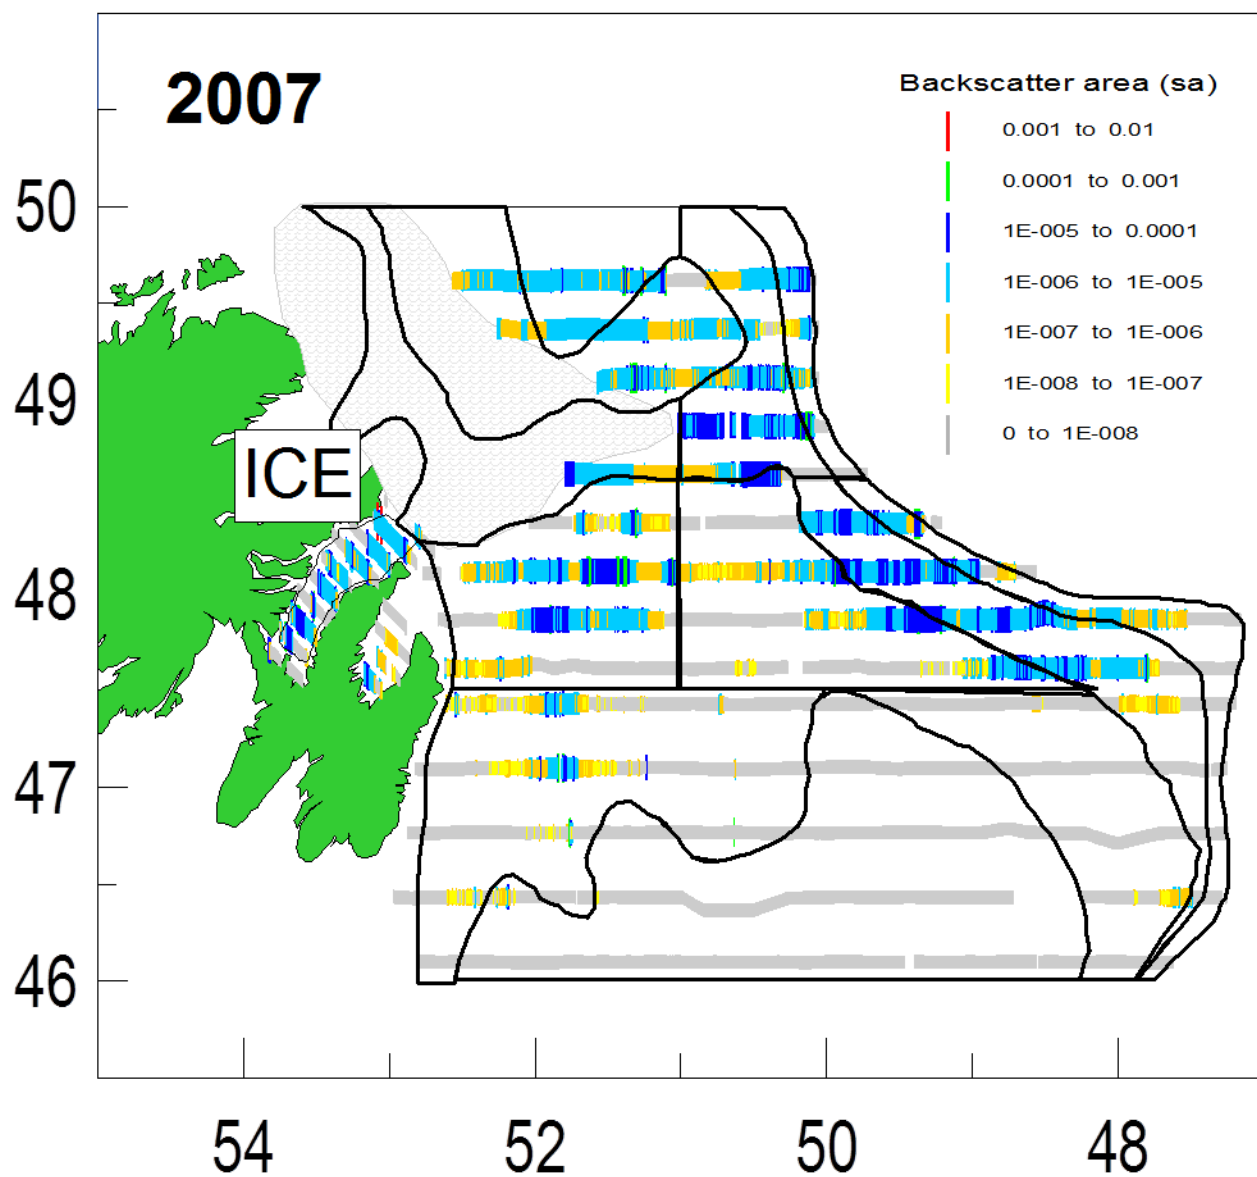 2007
Backscatter area (sa)
0.001 to 0.01
0.0001 to 0.001
1E-005 to 0.0001
1E-006 to 1E-005
1E-007 to 1E-006
1E-008 to 1E-007
0 to 1E-008
50
49
ICE
48
47
46
54 52 50 48